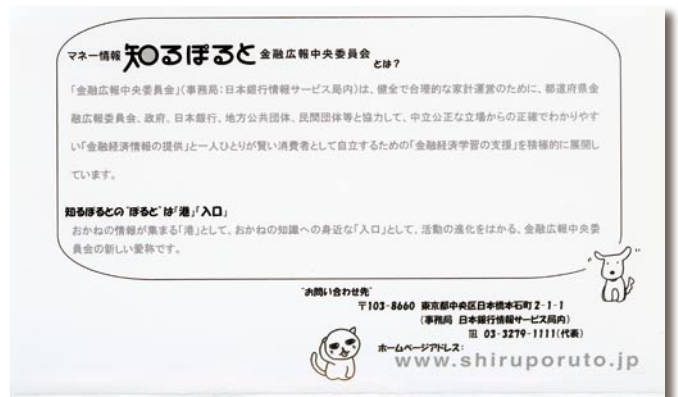 マネー情報 知るぽると 金融広報中央委員会 とは?
「金融広報中央委員会」(事務局:日本銀行情報サービス局内)は、健全で合理的な家計運営のために、都道府県金
融広報委員会、政府、日本銀行、地方公共団体、民間団体等と協力して、中立公正な立場からの正確でわかりやす
い「金融経済情報の提供」と一人ひとりが賢い消費者として自立するための「金融経済学習の支援」を積極的に展開し
ています。
知るぽるとの“ぽると”は「港」「入口」
おかねの情報が集まる「港」として、おかねの知識への身近な「入口」として、活動の進化をはかる、金融広報中央委
員会の新しい愛称です。
“お問い合わせ先”
〒103-8660 東京都中央区日本橋本石町2-1-1
(事務局 日本銀行情報サービス局内)
℡ 03-3279-1111(代表)
ホームページアドレス:
www.shiruporuto.jp